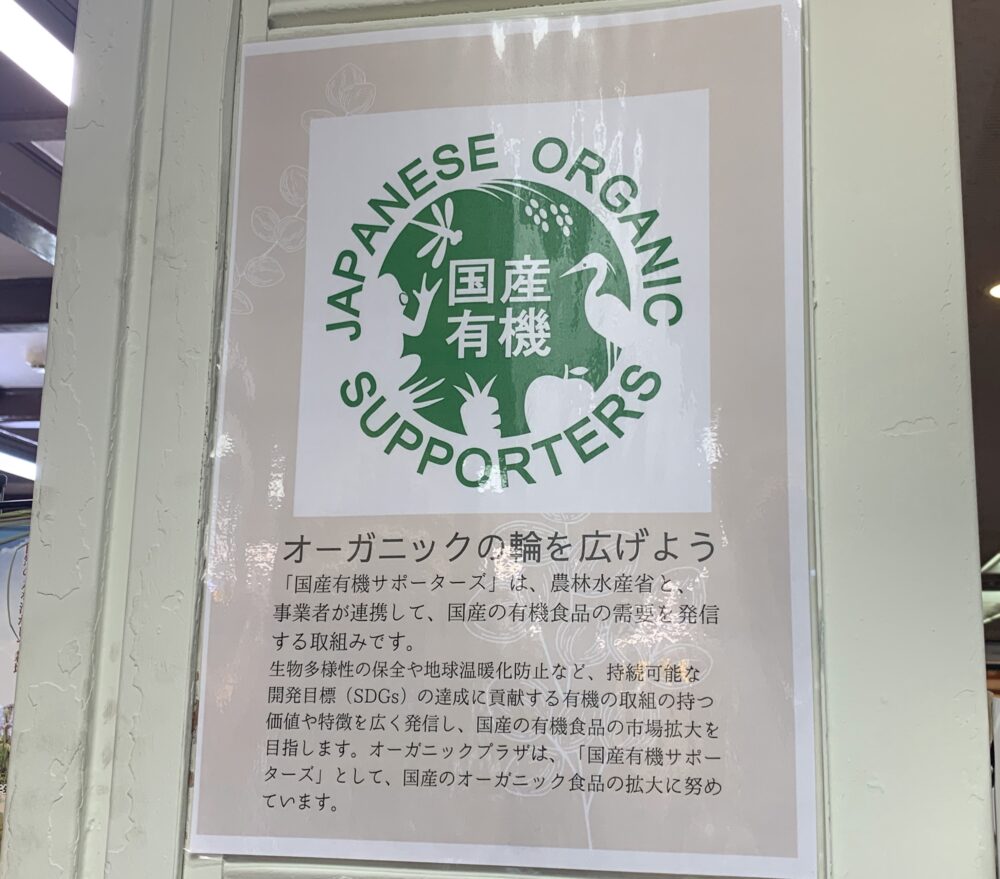 JAPANESE ORGANIC
国産
有機
SUPPORTERS
オーガニックの輪を広げよう
「国産有機サポーターズ」は、農林水産省と、
事業者が連携して、国産の有機食品の需要を発信
する取組みです。
生物多様性の保全や地球温暖化防止など、持続可能な
開発目標（SDGs）の達成に貢献する有機の取組の持つ
価値や特徴を広く発信し、国産の有機食品の市場拡大を
目指します。オーガニックプラザは、「国産有機サポー
ターズ」として、国産のオーガニック食品の拡大に努め
ています。